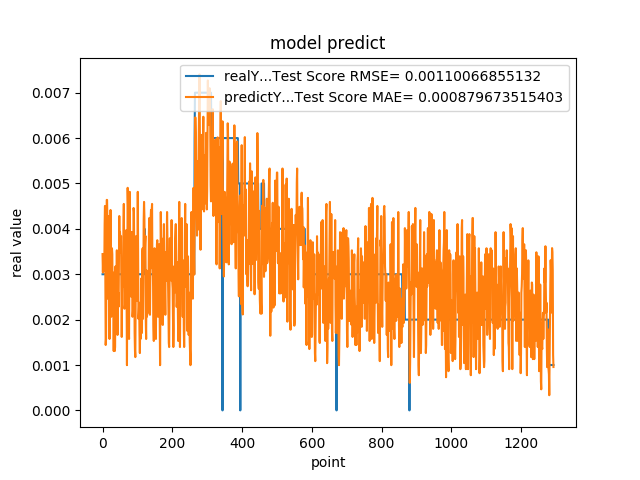 model predict
realY...Test Score RMSE= 0.00110066855132
predictY...Test Score MAE= 0.000879673515403
real value
0.007
0.006
0.005
0.004
0.003
0.002
0.001
0.000
0 200 400 600 800 1000 1200
point